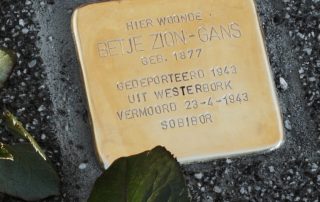 HIER WOONDE
BETJE ZION-GANS
GEB. 1877
GEDEPORTEERD 1943
UIT WESTERBORK
VERMOORD 23-4-1943
SOBIBOR